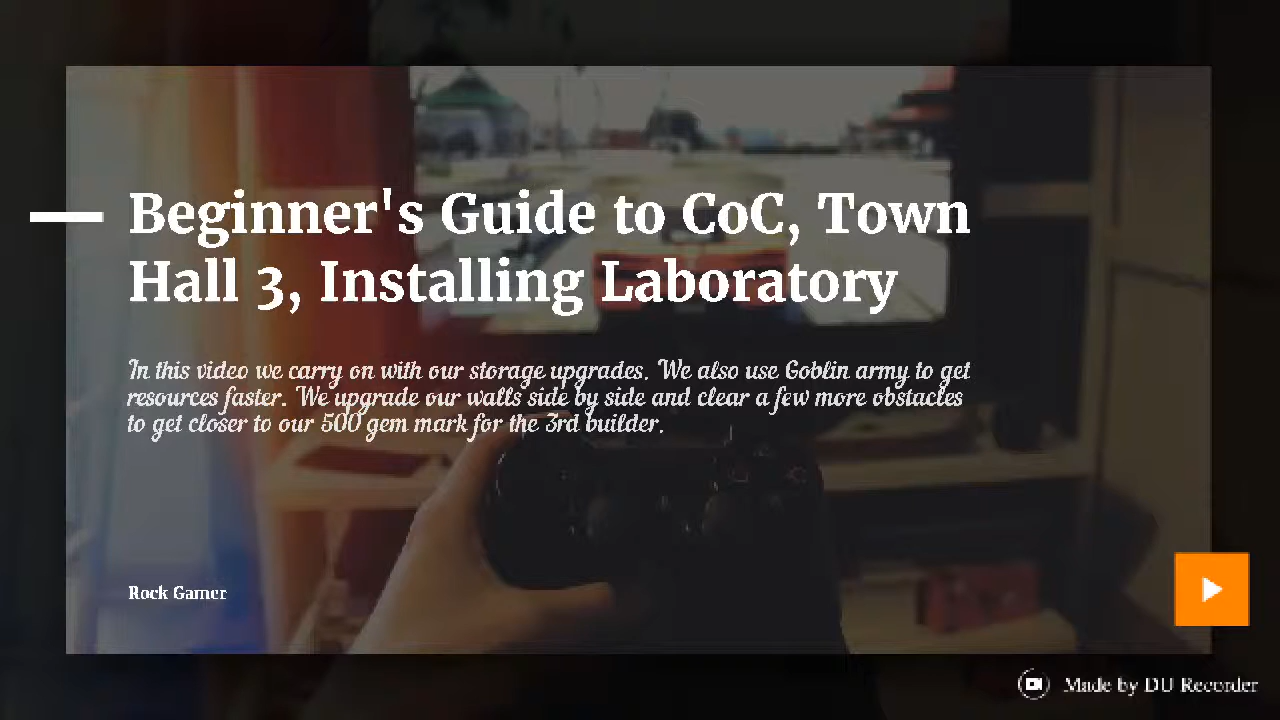 Beginner's Guide to CoC, Town
Hall 3, Installing Laboratory
In this video we carry on with our storage upgrades. We also use Goblin army to get
resources faster. We upgrade our walls side by side and clear a few more obstacles
to get closer to our 500 gem mark for the 3rd builder.
Rock Gamer
Made by DU Recorder